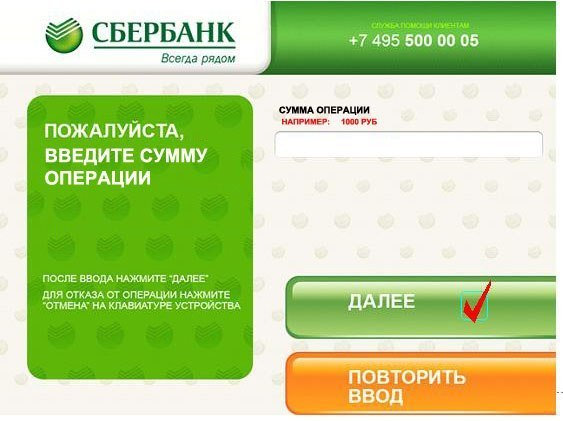 СБЕРБАНК
Всегда рядом
СЛУЖБА ПОМОЩИ КЛИЕНТАМ
+7 495 500 00 05
ПОЖАЛУЙСТА,
ВВЕДИТЕ СУММУ
ОПЕРАЦИИ
ПОСЛЕ ВВОДА НАЖМИТЕ "ДАЛЕЕ"
ДЛЯ ОТКАЗА ОТ ОПЕРАЦИИ НАЖМИТЕ
"ОТМЕНА" НА КЛАВИАТУРЕ УСТРОЙСТВА
СУММА ОПЕРАЦИИ
НАПРИМЕР: 1000 РУБ
ДАЛЕЕ
ПОВТОРИТЬ
ВВОД